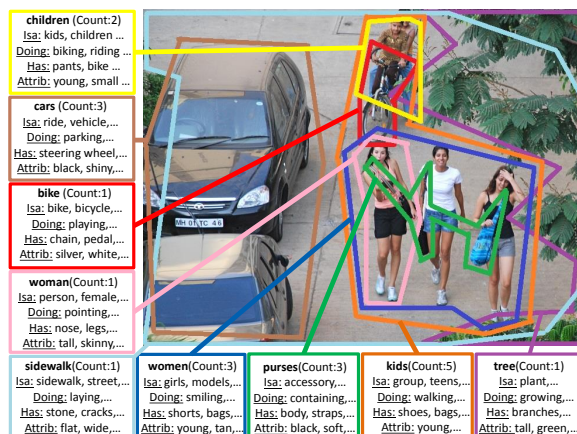 children (Count:2)
Isa: kids, children ...
Doing: biking, riding ...
Has: pants, bike ...
Attrib: young, small ...
cars (Count:3)
Isa: ride, vehicle,...
Doing: parking,...
Has: steering wheel,...
Attrib: black, shiny,...
bike (Count:1)
Isa: bike, bicycle,...
Doing: playing,...
Has: chain, pedal,...
Attrib: silver, white,...
woman(Count:1)
Isa: person, female,...
Doing: pointing,...
Has: nose, legs,...
Attrib: tall, skinny,...
sidewalk(Count:1)
Isa: sidewalk, street,...
Doing: laying,...
Has: stone, cracks,...
Attrib: flat, wide,...
women(Count:3)
Isa: girls, models,...
Doing: smiling,...
Has: shorts, bags,...
Attrib: young, tan,...
purses(Count:3)
Isa: accessory,...
Doing: containing,...
Has: body, straps,...
Attrib: black, soft,...
kids(Count:5)
Isa: group, teens,...
Doing: walking,...
Has: shoes, bags,...
Attrib: young,...
tree(Count:1)
Isa: plant,...
Doing: growing,...
Has: branches,...
Attrib: tall, green,...
MH 01 TC 46